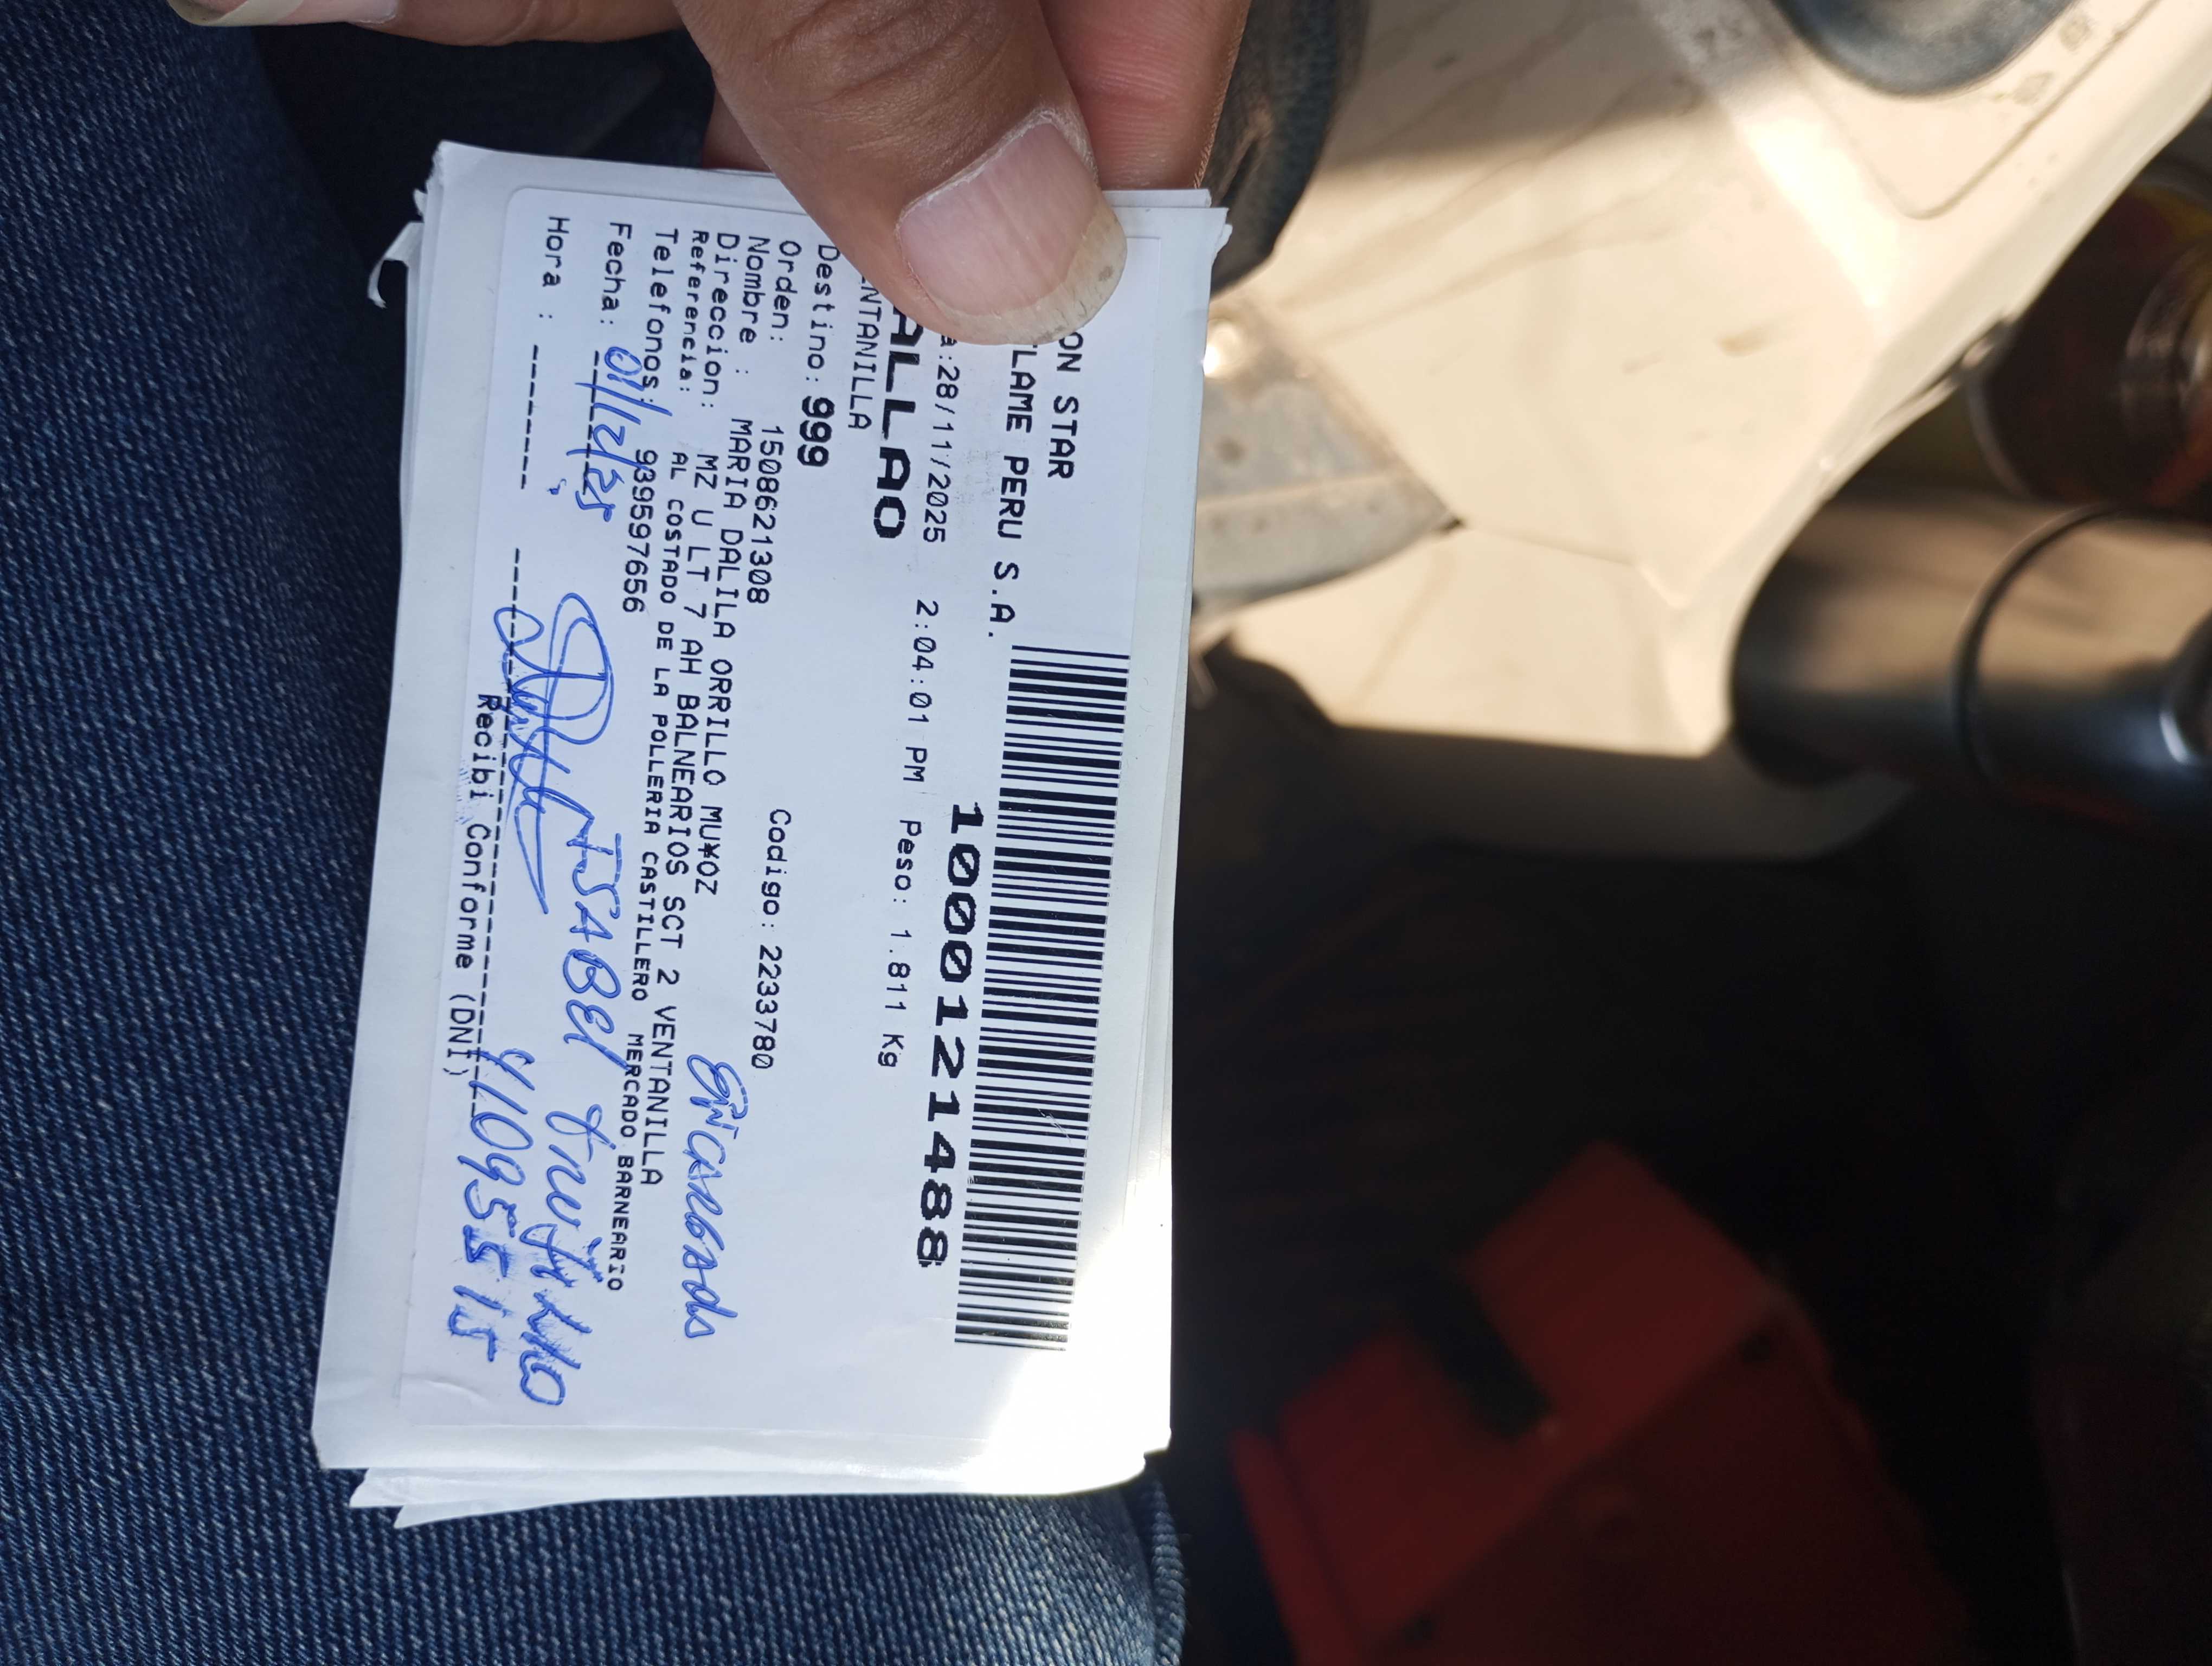 ON STAR
LAME PERU S.A.
1000121488
a:28/11/2025 2:04:01 PM Peso: 1.811 Kg
ALLAO
NTANILLA
Destino: 999
Orden: 1508621308 Codigo: 2233780
Nombre : MARIA DALILA ORRILLO MU¥OZ
Direccion: MZ U LT 7 AH BALNEARIOS SCT 2 VENTANILLA
Referencia: AL COSTADO DE LA POLLERIA CASTILLERO MERCADO BARNEARIO
Telefonos: 939597656
Fecha: 01/12/25
ISABEl trujillo
Hora :
41095515
Recibi Conforme (DNI)